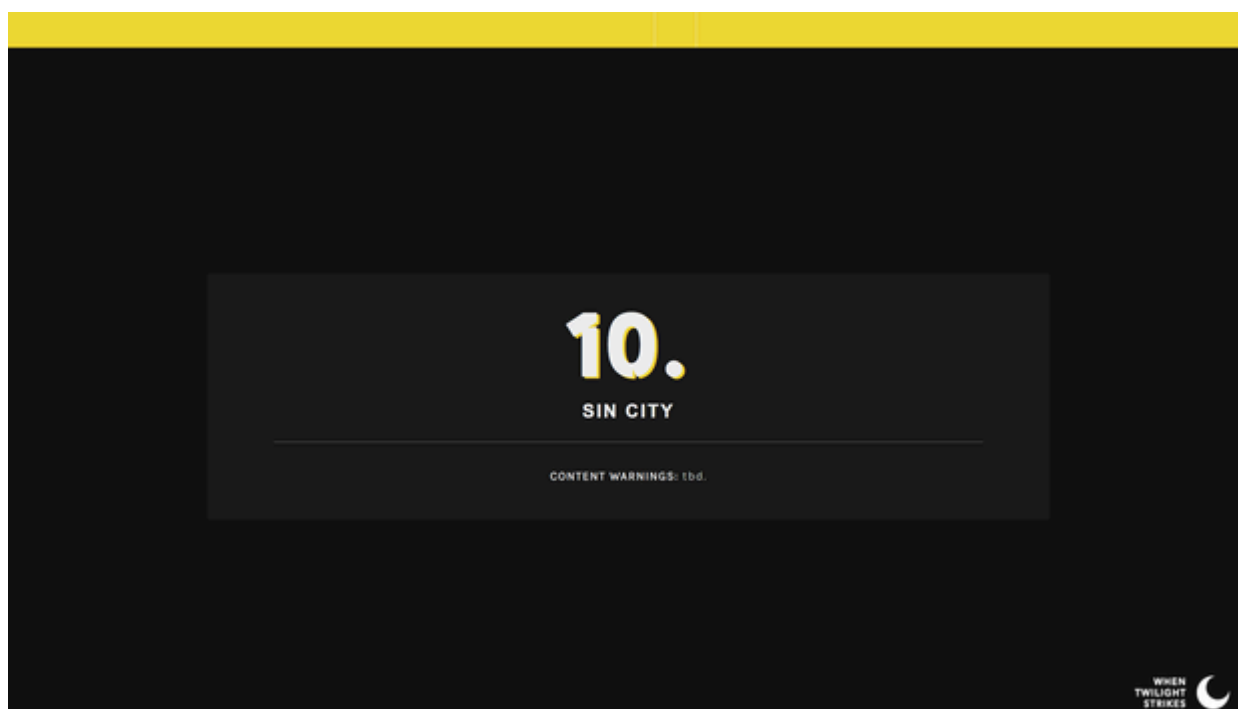 10.
SIN CITY
CONTENT WARNINGS: tbd.
WHEN
TWILIGHT
STRIKES